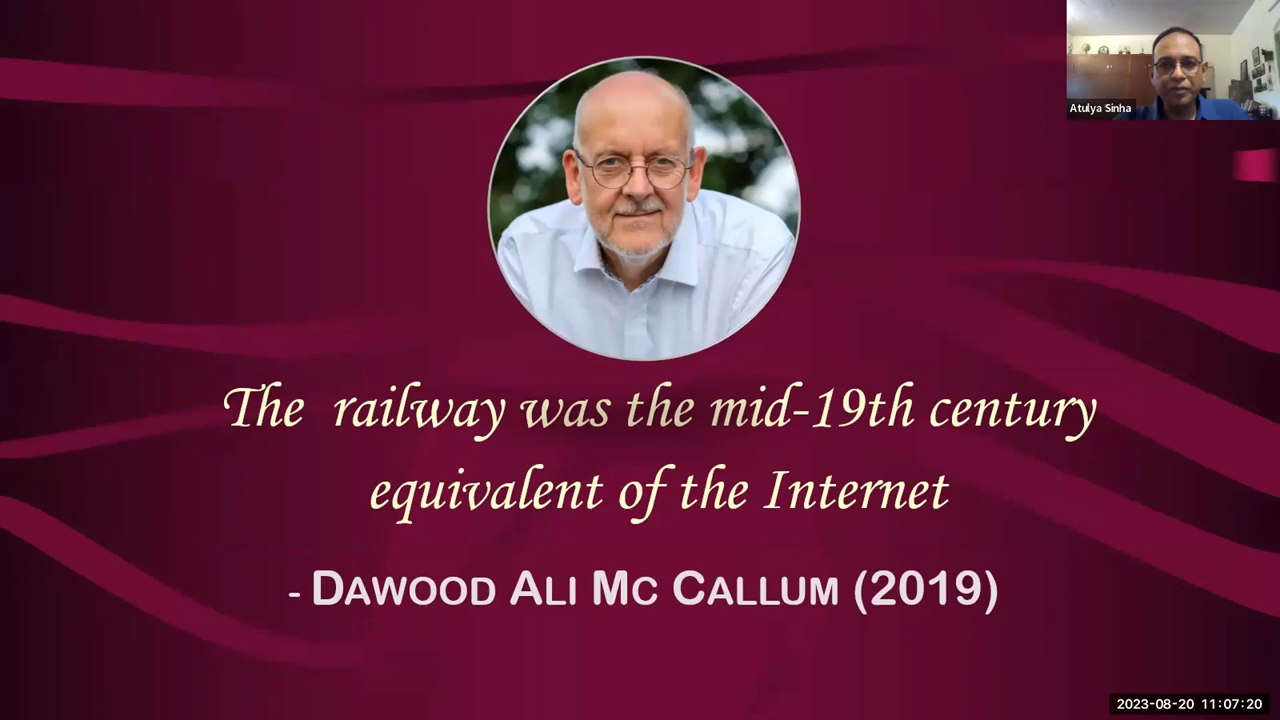 Atulya Sinha
The railway was the mid-19th century
equivalent of the Internet
- DAWOOD ALI MC CALLUM (2019)
2023-08-20 11:07:20